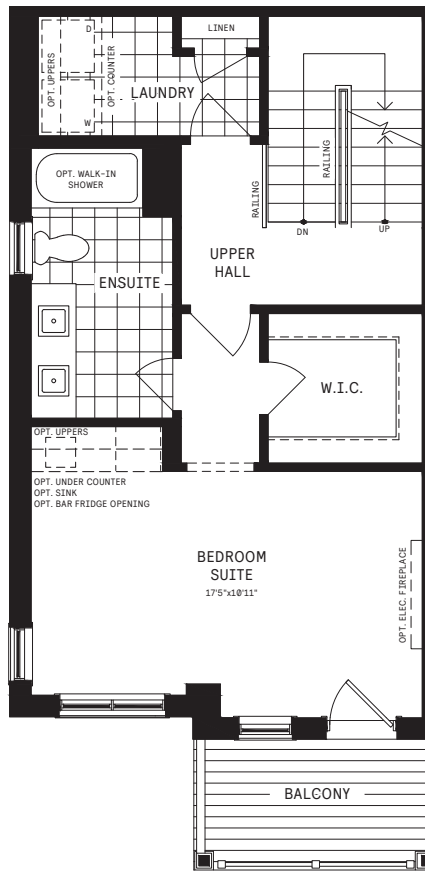 LINEN
D
OPT. UPPERS
OPT. COUNTER
LAUNDRY
W
OPT. WALK-IN
SHOWER
RAILING
RAILING
DN
UP
UPPER
HALL
ENSUITE
W.I.C.
OPT. UPPERS
OPT. UNDER COUNTER
OPT. SINK
OPT. BAR FRIDGE OPENING
BEDROOM
SUITE
17'5"x10'11"
OPT. ELEC. FIREPLACE
BALCONY